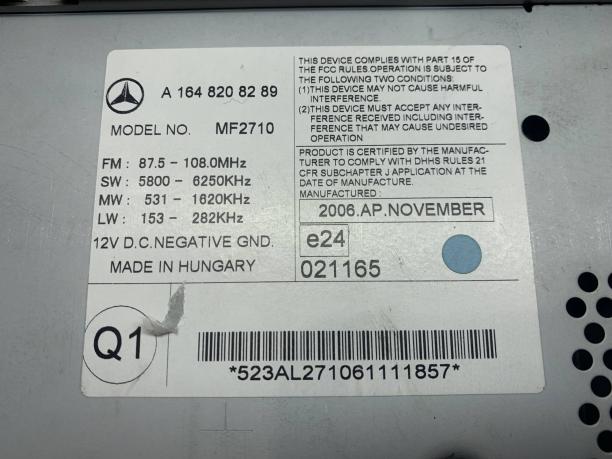 A 164 820 82 89
MODEL NO. MF2710
FM : 87.5 - 108.0MHz
SW : 5800 - 6250KHz
MW : 531 - 1620KHz
LW : 153 - 282KHz
12V D.C.NEGATIVE GND.
MADE IN HUNGARY
THIS DEVICE COMPLIES WITH PART 15 OF
THE FCC RULES.OPERATION IS SUBJECT TO
THE FOLLOWING TWO CONDITIONS:
(1)THIS DEVICE MAY NOT CAUSE HARMFUL
INTERFERENCE.
(2)THIS DEVICE MUST ACCEPT ANY INTER-
FERENCE RECEIVED INCLUDING INTER-
FERENCE THAT MAY CAUSE UNDESIRED
OPERATION
PRODUCT IS CERTIFIED BY THE MANUFAC-
TURER TO COMPLY WITH DHHS RULES 21
CFR SUBCHAPTER J APPLICATION AT THE
DATE OF MANUFACTURE.
MANUFACTURED :
2006.AP.NOVEMBER
e24
021165
Q1
*523AL271061111857*